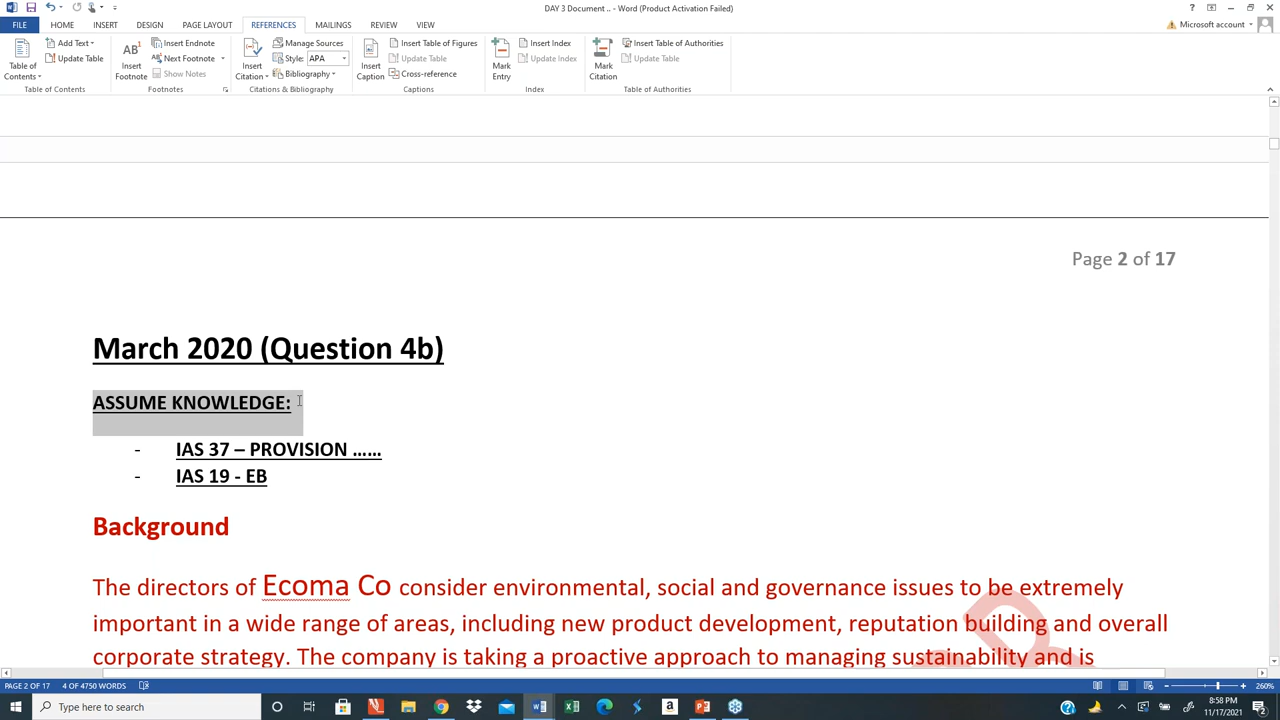 DAY 3 Document .. - Word (Product Activation Failed)
FILE HOME INSERT DESIGN PAGE LAYOUT REFERENCES MAILINGS REVIEW VIEW Microsoft account
Table of Contents
Add Text
Update Table
Table of Contents
AB1
Insert Footnote
Insert Endnote
Next Footnote
Show Notes
Footnotes
Insert Citation
Manage Sources
Style: APA
Bibliography
Citations & Bibliography
Insert Caption
Insert Table of Figures
Update Table
Cross-reference
Captions
Mark Entry
Insert Index
Update Index
Index
Mark Citation
Insert Table of Authorities
Update Table
Table of Authorities
Page 2 of 17
March 2020 (Question 4b)
ASSUME KNOWLEDGE:
- IAS 37 – PROVISION ......
- IAS 19 - EB
Background
The directors of Ecoma Co consider environmental, social and governance issues to be extremely
important in a wide range of areas, including new product development, reputation building and overall
corporate strategy. The company is taking a proactive approach to managing sustainability and is
PAGE 2 OF 17 4 OF 4750 WORDS 260%
Type here to search
8:58 PM
11/17/2021